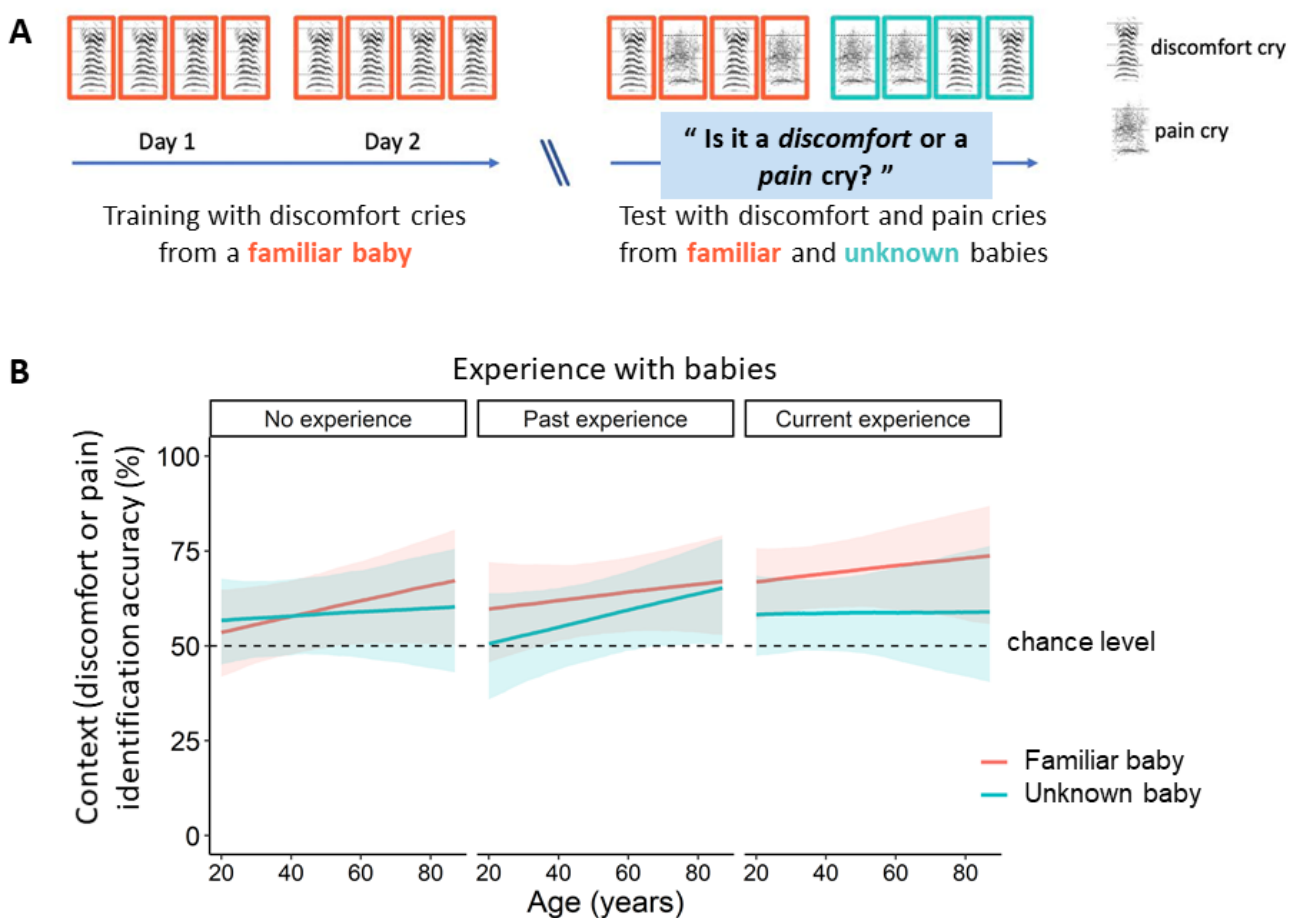 A
discomfort cry
pain cry
Day 1
Day 2
“ Is it a discomfort or a
pain cry? ”
Training with discomfort cries
from a familiar baby
Test with discomfort and pain cries
from familiar and unknown babies
B
Experience with babies
No experience
Past experience
Current experience
Context (discomfort or pain)
identification accuracy (%)
100
75
50
25
0
chance level
Familiar baby
Unknown baby
20 40 60 80
20 40 60 80
20 40 60 80
Age (years)